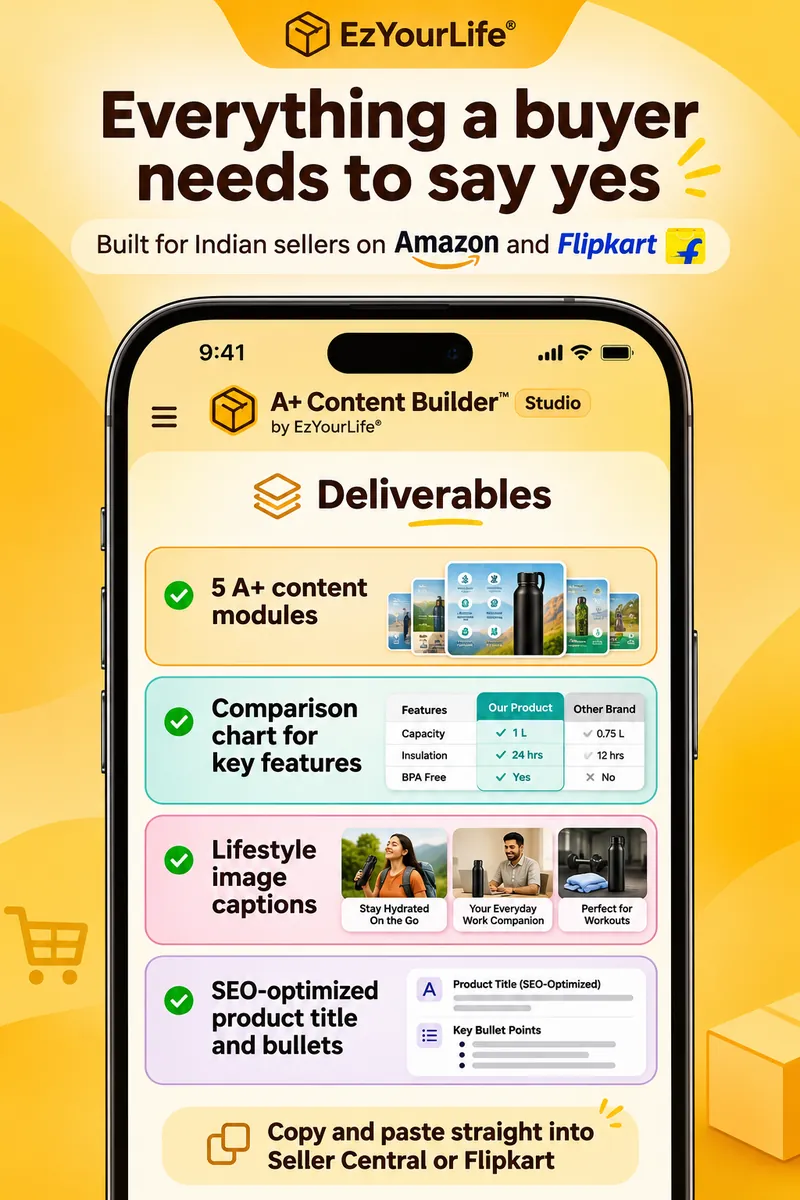 EzYourLife®
Everything a buyer
needs to say yes
Built for Indian sellers on Amazon and Flipkart
9:41
A+ Content Builder™ Studio
by EzYourLife®
Deliverables
5 A+ content
modules
Comparison
chart for
key features
Features Our Product Other Brand
Capacity 1 L 0.75 L
Insulation 24 hrs 12 hrs
BPA Free Yes No
Lifestyle
image
captions
Stay Hydrated
On the Go
Your Everyday
Work Companion
Perfect for
Workouts
SEO-optimized
product title
and bullets
A Product Title (SEO-Optimized)
Key Bullet Points
Copy and paste straight into
Seller Central or Flipkart